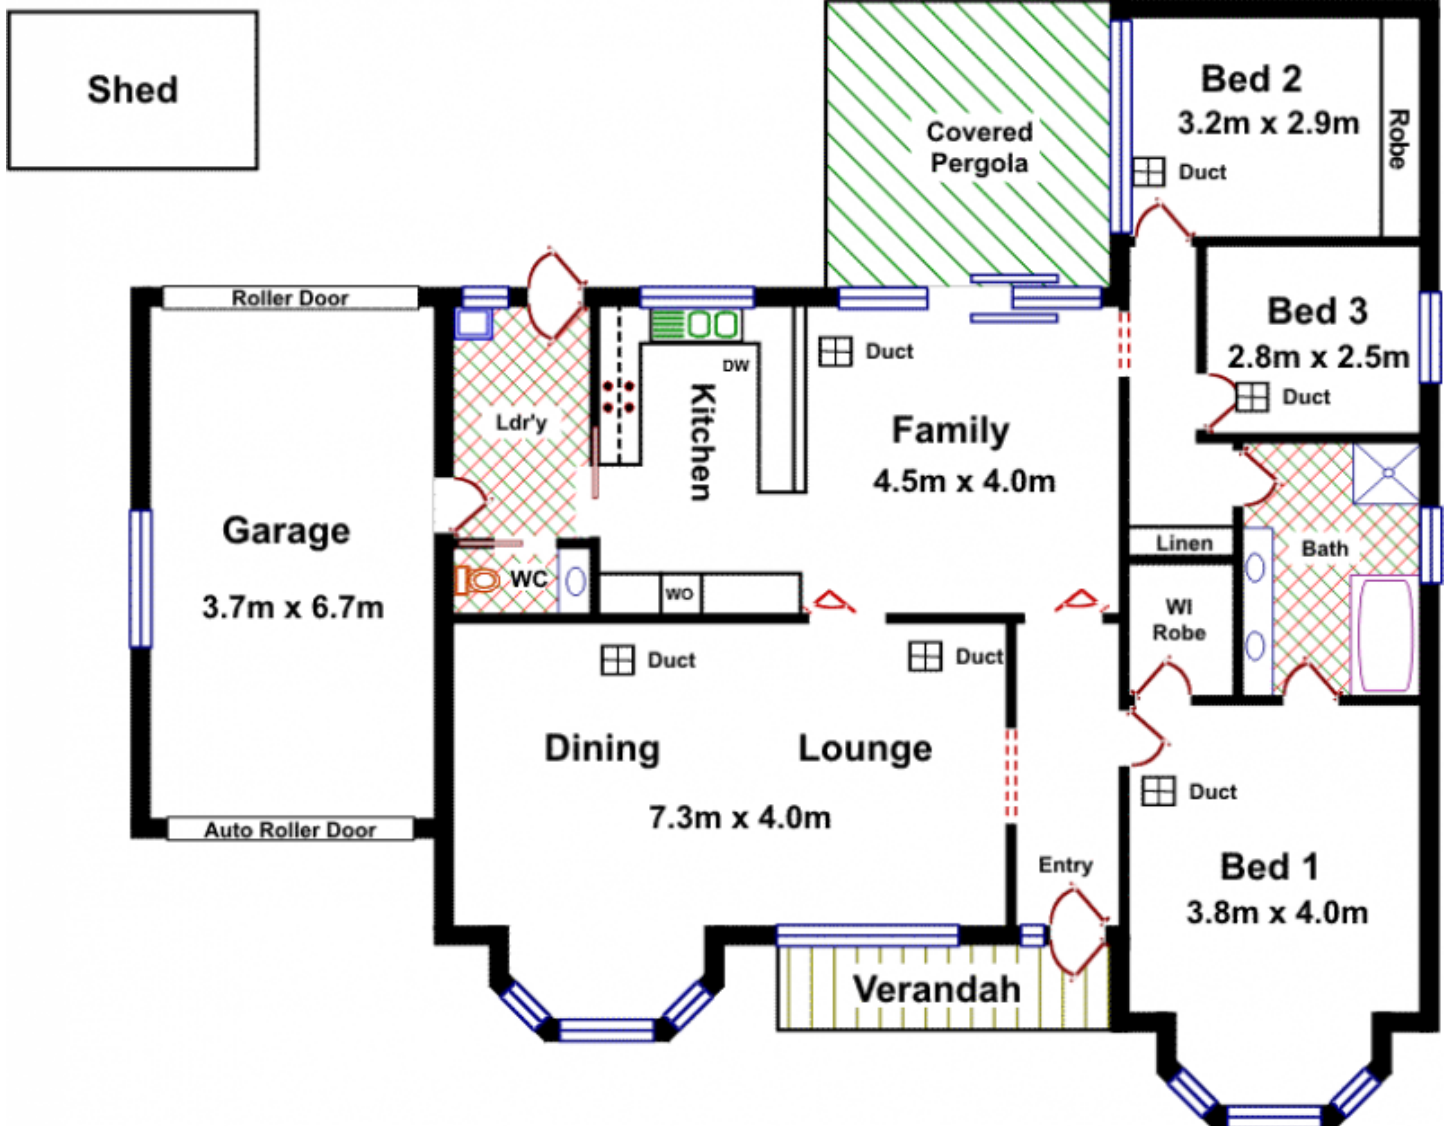 Shed
Covered
Pergola
Bed 2
3.2m x 2.9m
Robe
Duct
Roller Door
Bed 3
2.8m x 2.5m
Duct
Duct
DW
Kitchen
Ldr'y
Family
4.5m x 4.0m
Garage
3.7m x 6.7m
Linen
Bath
WC
WO
WI
Robe
Duct
Duct
Dining
Lounge
7.3m x 4.0m
Duct
Auto Roller Door
Entry
Bed 1
3.8m x 4.0m
Verandah